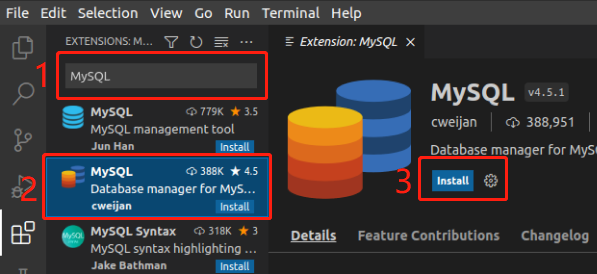 File Edit Selection View Go Run Terminal Help
EXTENSIONS: M...
Extension: MySQL
1
MySQL
MySQL 779K 3.5
MySQL management tool
Jun Han Install
2
MySQL 388K 4.5
Database manager for MyS...
cweijan Install
MySQL Syntax 318K 3
MySQL syntax highlighting ...
Jake Bathman Install
MySQL v4.5.1
cweijan 388,951
Database manager for MySQ
3
Install
Details Feature Contributions Changelog